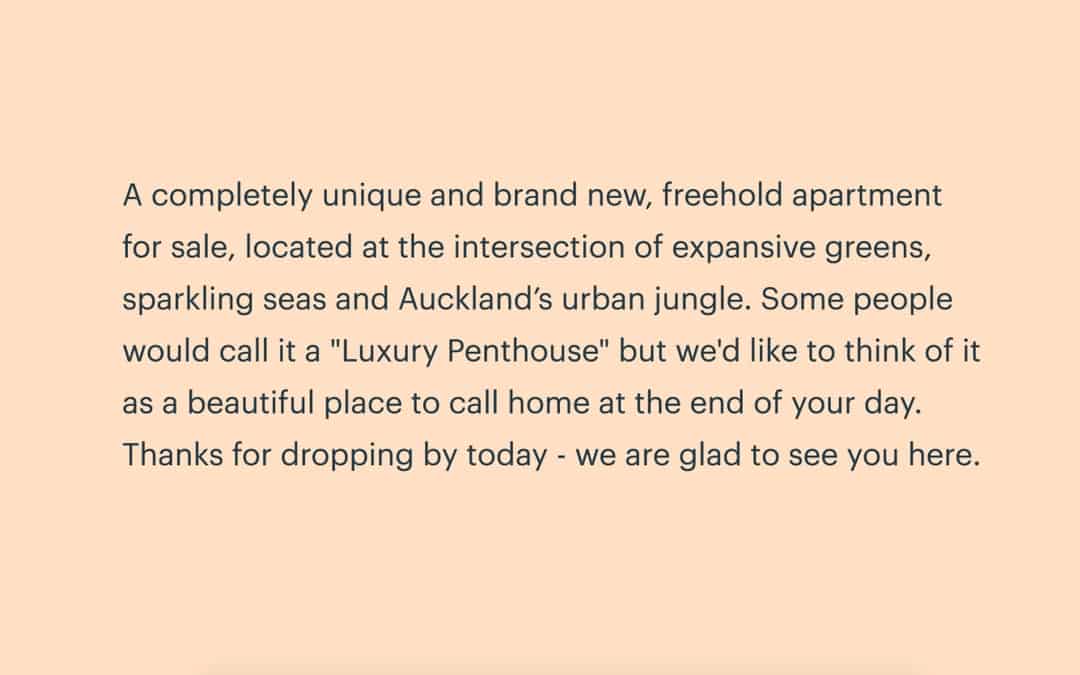 A completely unique and brand new, freehold apartment
for sale, located at the intersection of expansive greens,
sparkling seas and Auckland’s urban jungle. Some people
would call it a "Luxury Penthouse" but we'd like to think of it
as a beautiful place to call home at the end of your day.
Thanks for dropping by today - we are glad to see you here.